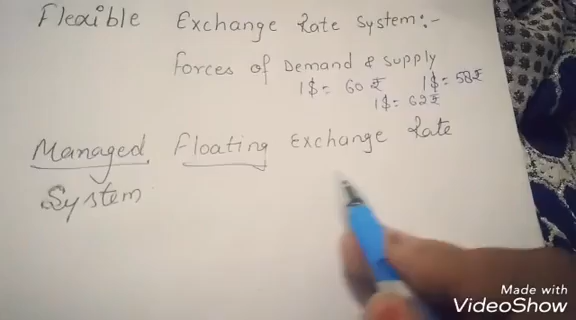 Flexible Exchange Rate System:-
Forces of Demand & Supply
1$= 60 ₹ 1$= 58₹
1$= 62₹
Managed Floating Exchange Rate
System
Made with
VideoShow